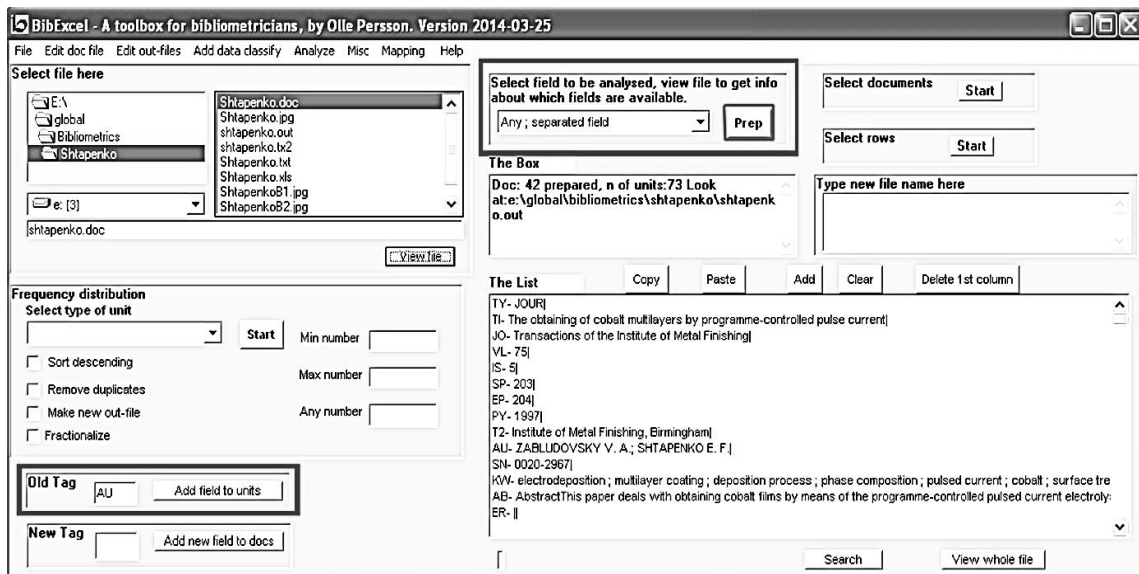 BibExcel - A toolbox for bibliometricians, by Olle Persson. Version 2014-03-25
File Edit doc file Edit out-files Add data classify Analyze Misc Mapping Help
Select file here
E:\
global
Bibliometrics
Shtapenko
e: [3]
Shtapenko.doc
Shtapenko.jpg
shtapenko.out
shtapenko.tx2
Shtapenko.txt
Shtapenko.xls
ShtapenkoB1.jpg
ShtapenkoB2.jpg
shtapenko.doc
View file
Frequency distribution
Select type of unit
Start
Sort descending
Remove duplicates
Make new out-file
Fractionalize
Min number
Max number
Any number
Old Tag
AU
Add field to units
New Tag
Add new field to docs
Select field to be analysed, view file to get info
about which fields are available.
Any ; separated field
Prep
Select documents
Start
Select rows
Start
The Box
Doc: 42 prepared, n of units:73 Look
at:e:\global\bibliometrics\shtapenko\shtapenk
o.out
Type new file name here
The List
Copy
Paste
Add
Clear
Delete 1st column
TY- JOUR|
TI- The obtaining of cobalt multilayers by programme-controlled pulse current|
JO- Transactions of the Institute of Metal Finishing|
VL- 75|
IS- 5|
SP- 203|
EP- 204|
PY- 1997|
T2- Institute of Metal Finishing, Birmingham|
AU- ZABLUDOVSKY V. A.; SHTAPENKO E. F.|
SN- 0020-2967|
KW- electrodeposition ; multilayer coating ; deposition process ; phase composition ; pulsed current ; cobalt ; surface tre
AB- AbstractThis paper deals with obtaining cobalt films by means of the programme-controlled pulsed current electroly:
ER- ||
Search
View whole file